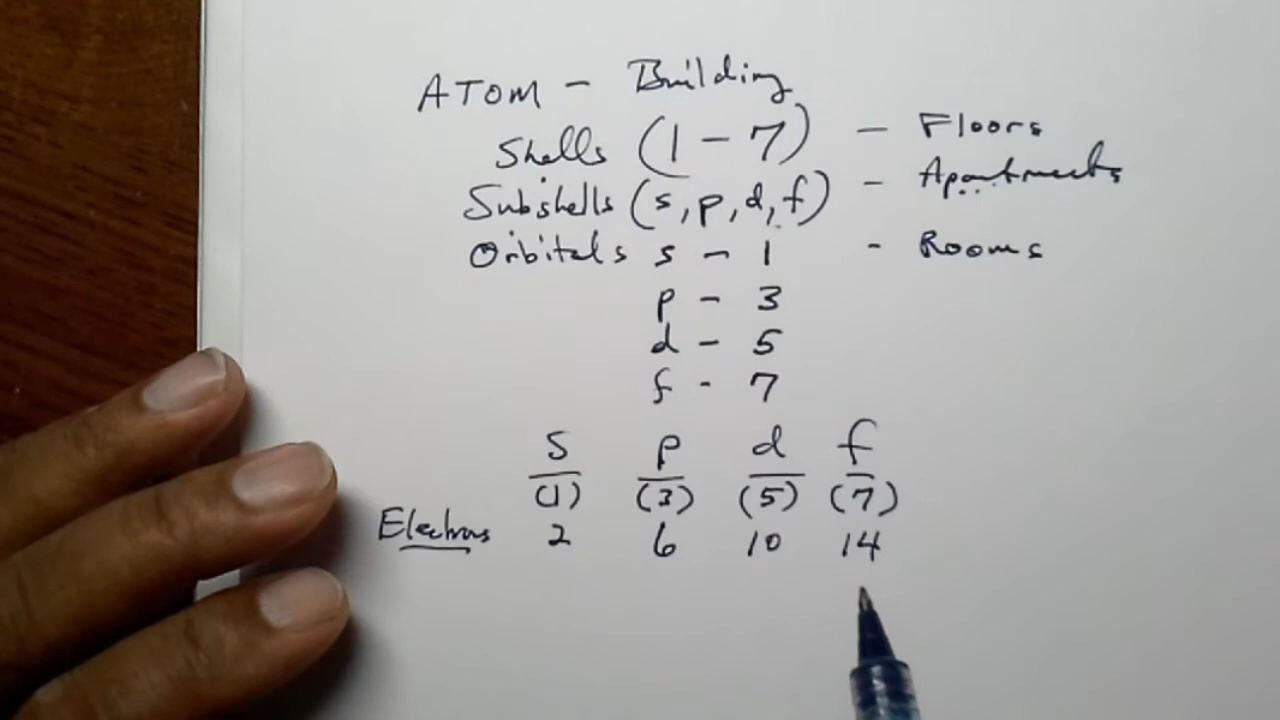 ATOM - Building
Shells (1 - 7) - Floors
Subshells (s, p, d, f) - Apartments
Orbitals s - 1 - Rooms
p - 3
d - 5
f - 7
s p d f
(1) (3) (5) (7)
Electrons 2 6 10 14